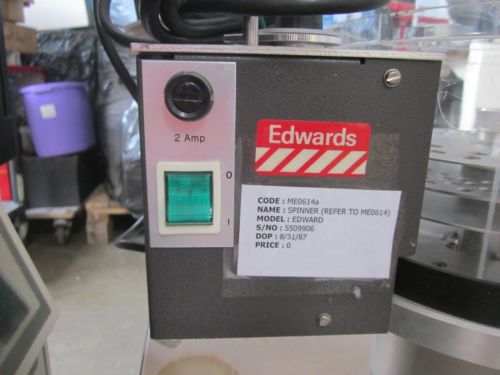 2 Amp
0
1
Edwards
CODE : ME0614a
NAME : SPINNER (REFER TO ME0614)
MODEL : EDWARD
S/NO : 5509906
DOP : 8/31/87
PRICE : 0